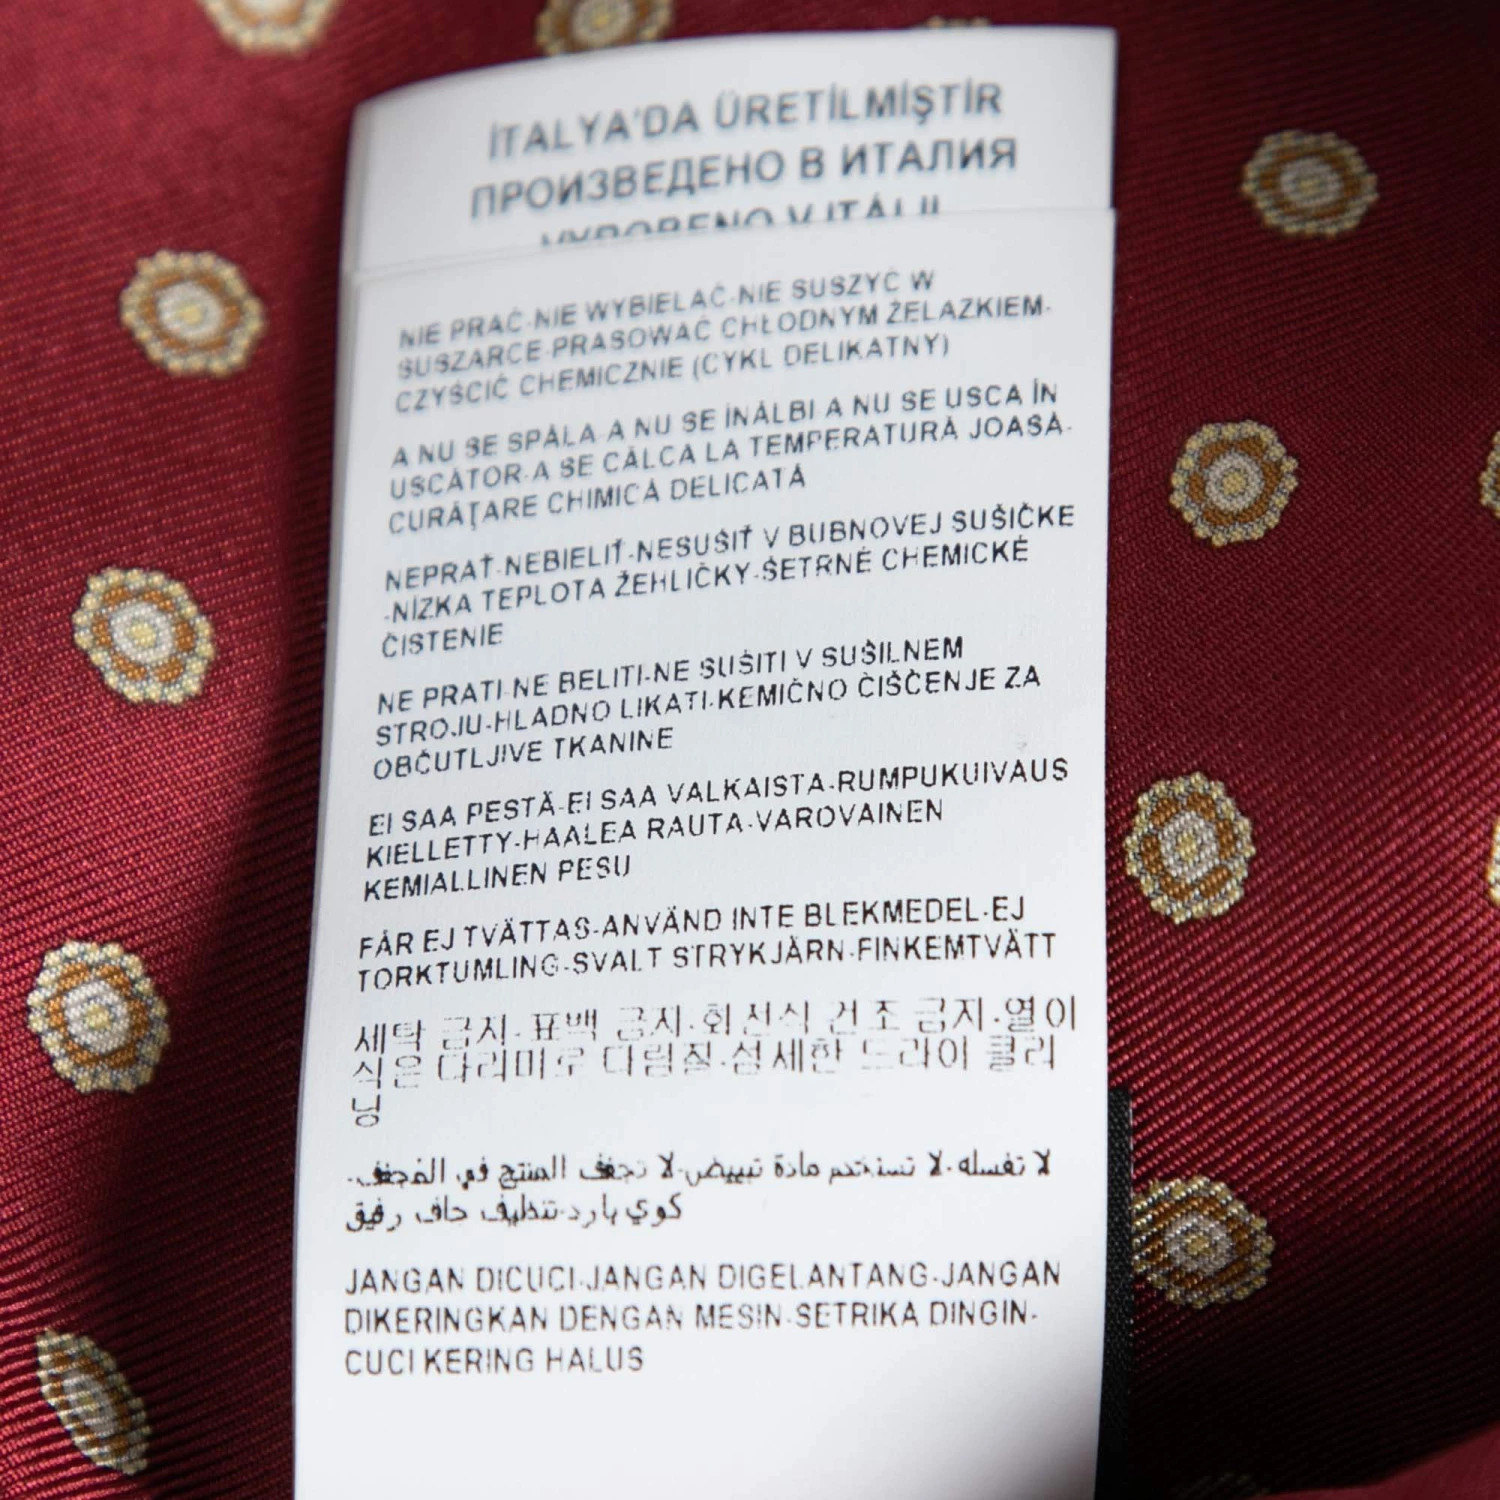 İTALYA'DA ÜRETİLMİŞTİR
ПРОИЗВЕДЕНО В ИТАЛИЯ
VYROBENO V ITÁLII
NIE PRAĆ-NIE WYBIELAĆ-NIE SUSZYĆ W
SUSZARCE-PRASOWAĆ CHŁODNYM ŻELAZKIEM-
CZYŚCIĆ CHEMICZNIE (CYKL DELIKATNY)
A NU SE SPĂLA-A NU SE ÎNĂLBI-A NU SE USCA ÎN
USCĂTOR-A SE CĂLCA LA TEMPERATURĂ JOASĂ-
CURĂȚARE CHIMICĂ DELICATĂ
NEPRAŤ-NEBIELIŤ-NESUŠIŤ V BUBNOVEJ SUŠIČKE
-NÍZKA TEPLOTA ŽEHLIČKY-ŠETRNÉ CHEMICKÉ
ČISTENIE
NE PRATI-NE BELITI-NE SUŠITI V SUŠILNEM
STROJU-HLADNO LIKATI-KEMIČNO ČIŠČENJE ZA
OBČUTLJIVE TKANINE
EI SAA PESTÄ-EI SAA VALKAISTA-RUMPUKUIVAUS
KIELLETTY-HAALEA RAUTA-VAROVAINEN
KEMIALLINEN PESU
FÅR EJ TVÄTTAS-ANVÄND INTE BLEKMEDEL-EJ
TORKTUMLING-SVALT STRYKJÄRN-FINKEMTVÄTT
세탁 금지-표백 금지-회전식 건조 금지-열이
식은 다리미로 다림질-섬세한 드라이 클리
닝
لا تغسله-لا تستخدم مادة تبييض-لا تجفف المنتج في المجفف-
كوي بارد-تنظيف جاف رفيق
JANGAN DICUCI-JANGAN DIGELANTANG-JANGAN
DIKERINGKAN DENGAN MESIN-SETRIKA DINGIN-
CUCI KERING HALUS